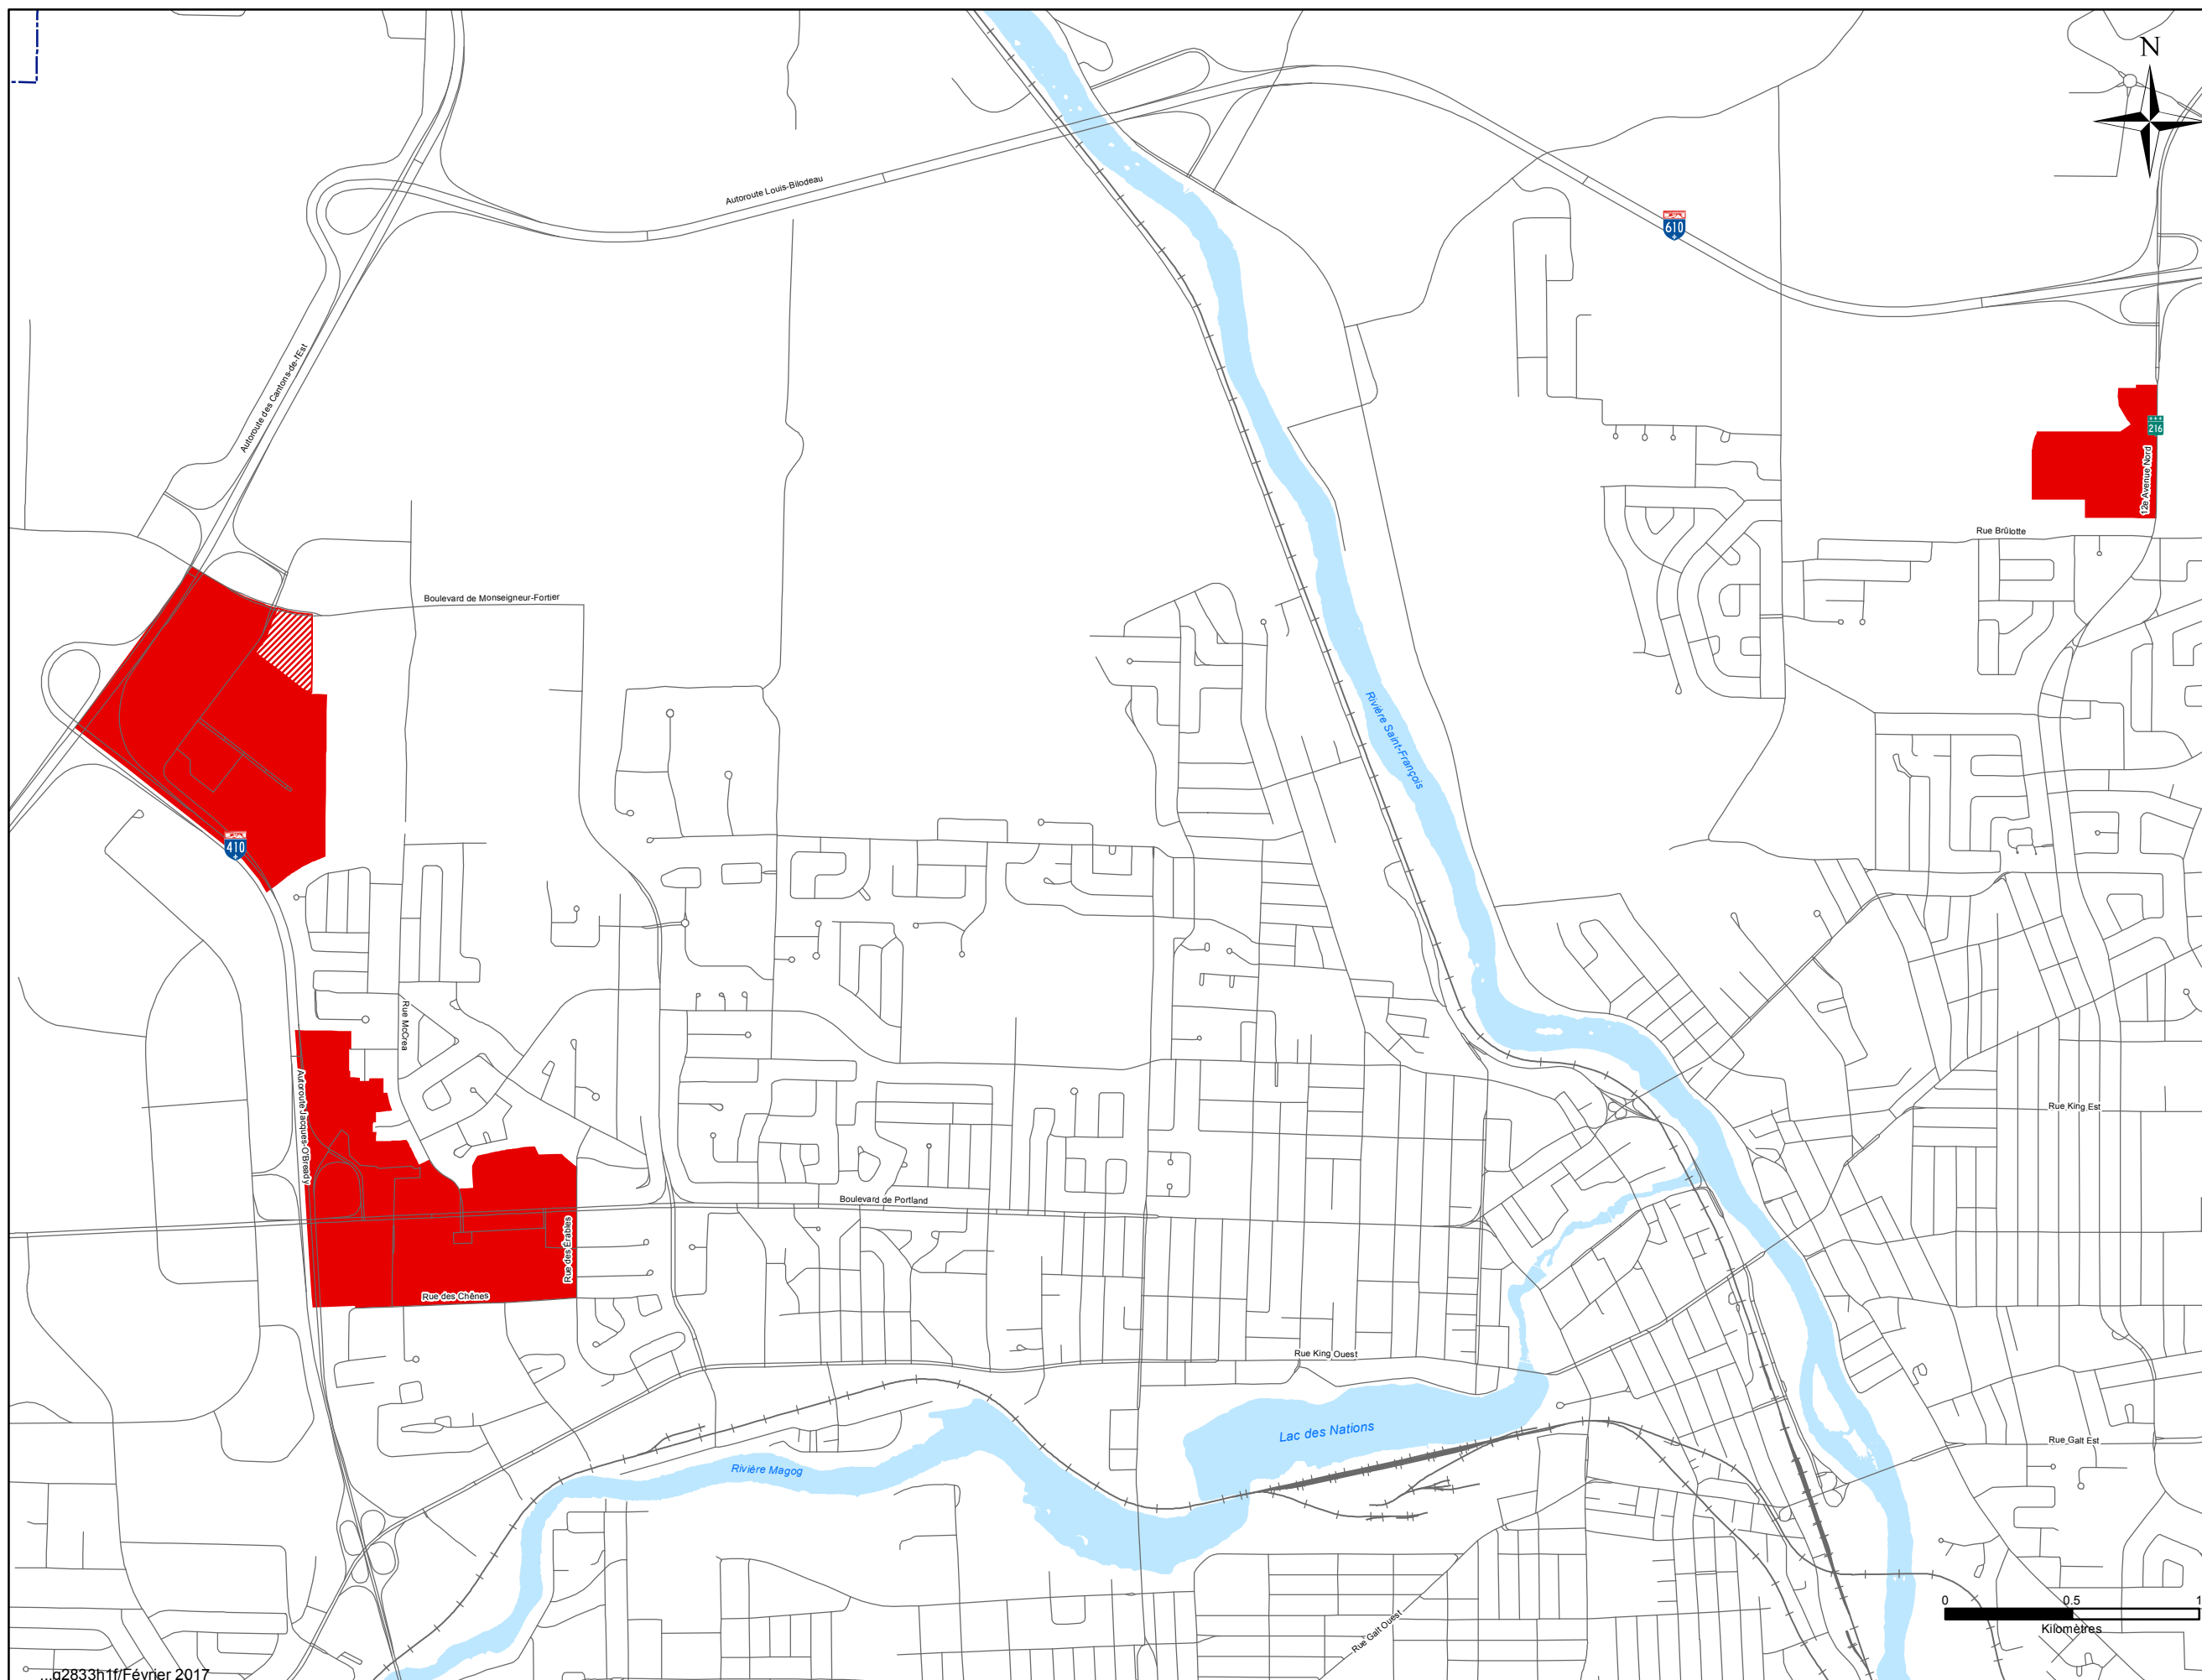 N
Autoroute Louis-Bilodeau
610
Autoroute des Cantons-de-l'Est
216
12e Avenue Nord
Rue Brûlotte
Boulevard de Monseigneur-Fortier
Rivière Saint-François
410
Rue McCrea
Autoroute Jacques-O'Bready
Rue King Est
Boulevard de Portland
Rue des Érables
Rue des Chênes
Rue King Ouest
Lac des Nations
Rue Galt Est
Rivière Magog
0 0.5 1
Kilomètres
Rue Galt Ouest
...g2833h1f/Février 2017